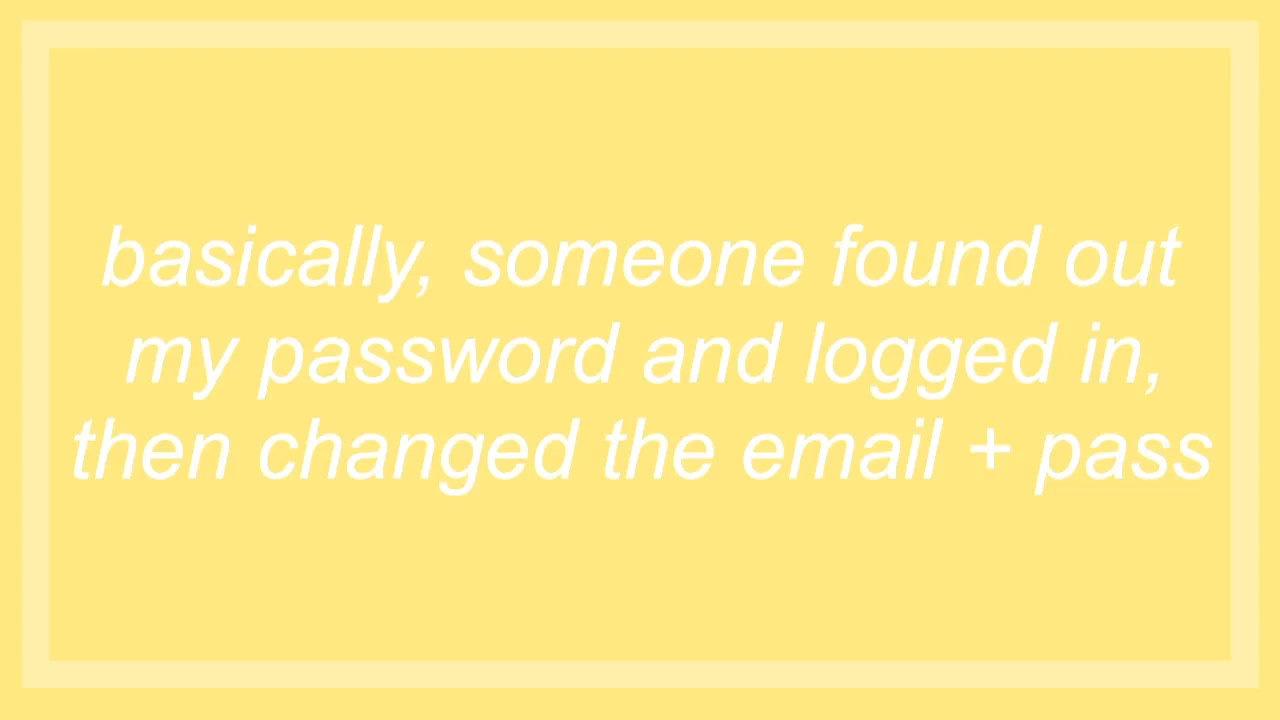 basically, someone found out
my password and logged in,
then changed the email + pass